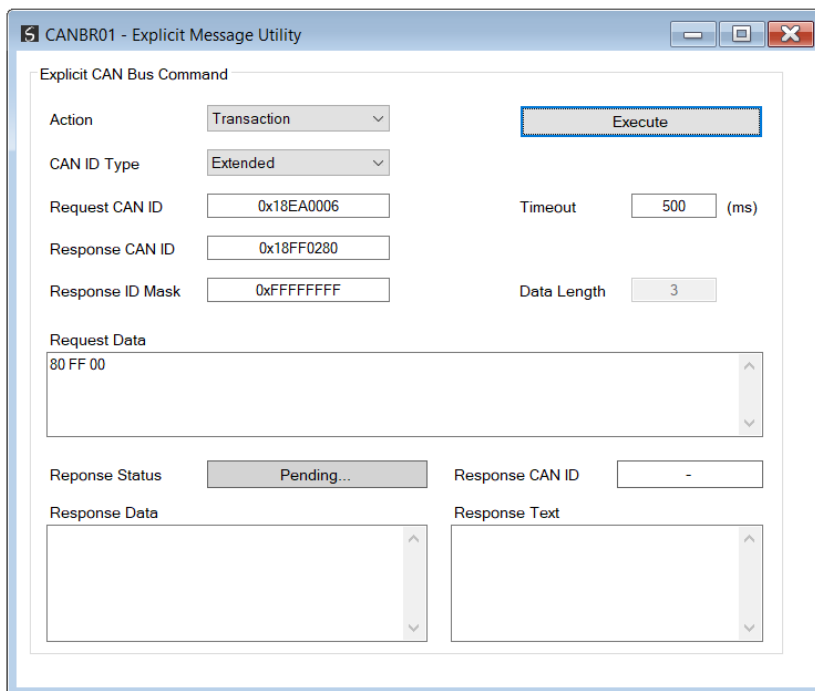 CANBR01 - Explicit Message Utility
Explicit CAN Bus Command
Action Transaction Execute
CAN ID Type Extended
Request CAN ID 0x18EA0006 Timeout 500 (ms)
Response CAN ID 0x18FF0280
Response ID Mask 0xFFFFFFFF Data Length 3
Request Data
80 FF 00
Reponse Status Pending... Response CAN ID -
Response Data Response Text